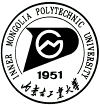 INNER MONGOLIA POLYTECHNIC UNIVERSITY
1951
内蒙古工业大学